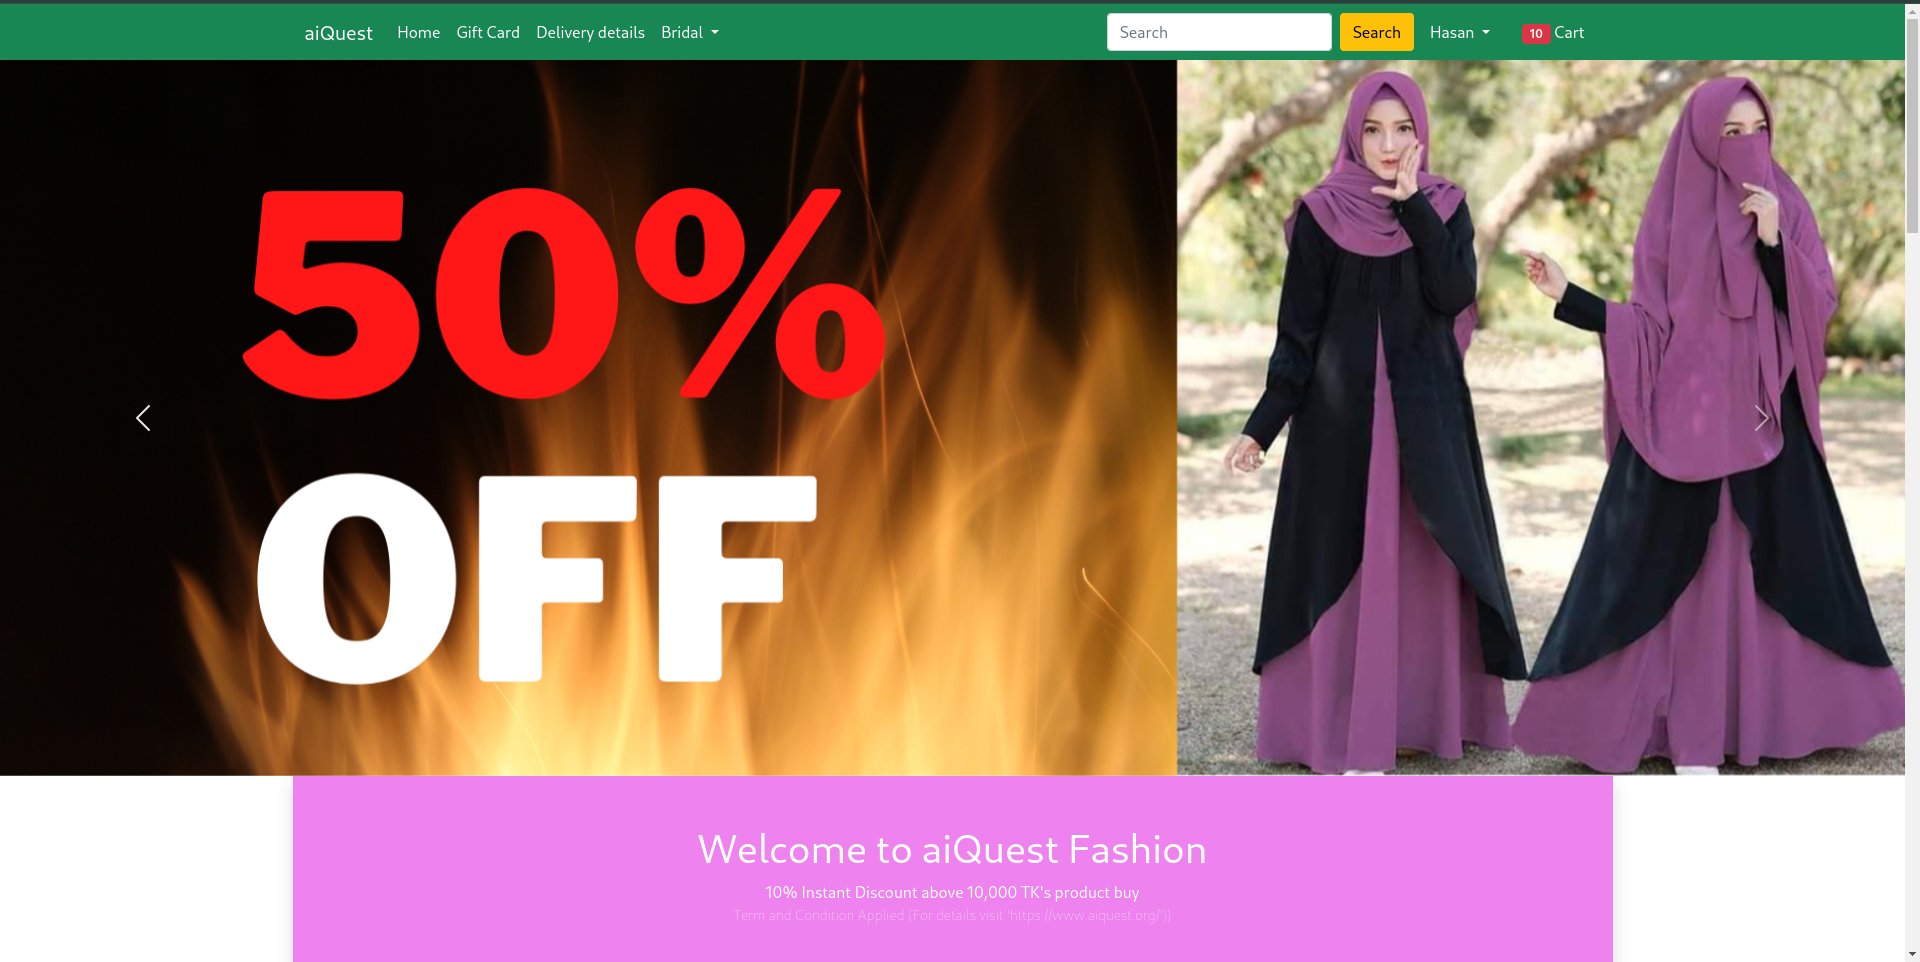 aiQuest Home Gift Card Delivery details Bridal Search Search Hasan 10 Cart
50%
OFF
Welcome to aiQuest Fashion
10% Instant Discount above 10,000 TK's product buy
Term and Condition Applied (For details visit 'https://www.aiquest.org/'))